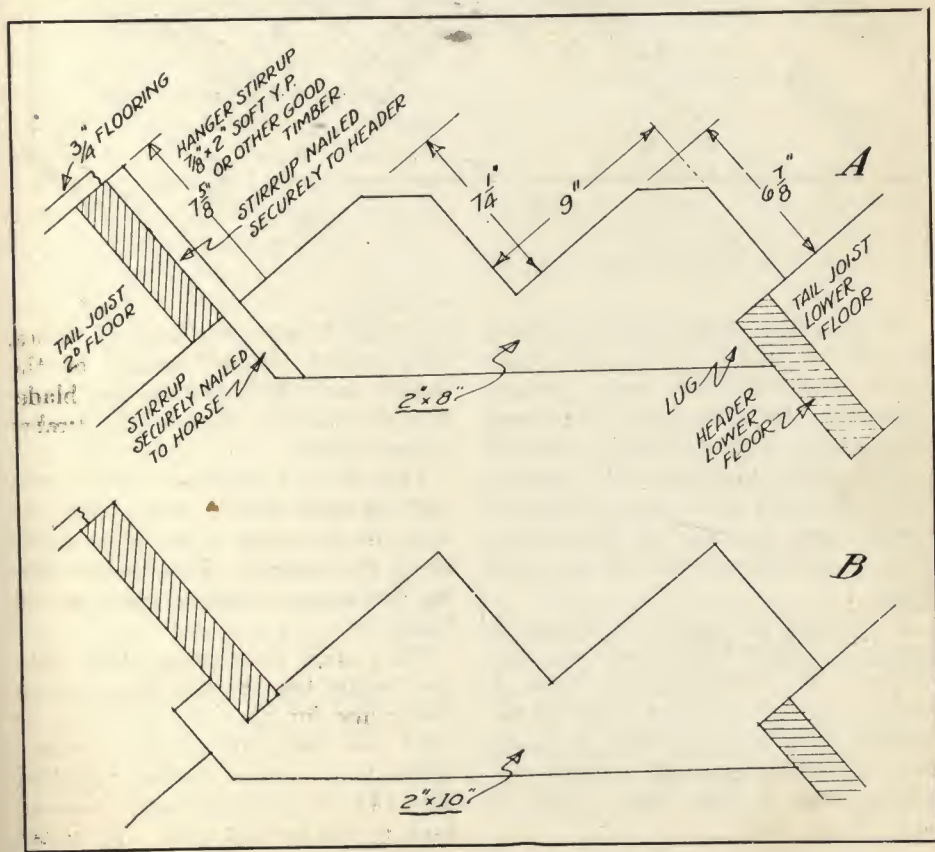 3/4" FLOORING
HANGER STIRRUP
7/8" x 2" SOFT Y.P.
OR OTHER GOOD
TIMBER.
STIRRUP NAILED
SECURELY TO HEADER
7 5/8"
7 1/4"
9"
6 7/8"
A
TAIL JOIST
2D FLOOR
STIRRUP
SECURELY NAILED
TO HORSE
2" x 8"
LUG
HEADER
LOWER
FLOOR
TAIL JOIST
LOWER
FLOOR
B
2" x 10"